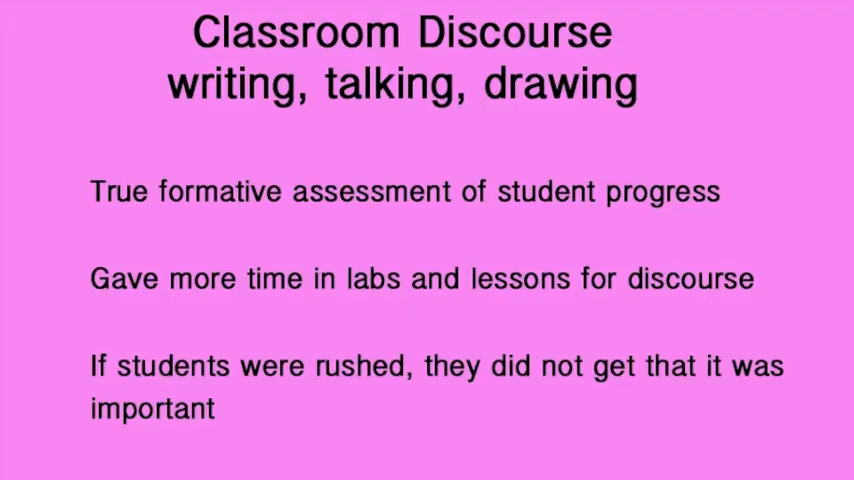 Classroom Discourse
writing, talking, drawing
True formative assessment of student progress
Gave more time in labs and lessons for discourse
If students were rushed, they did not get that it was
important